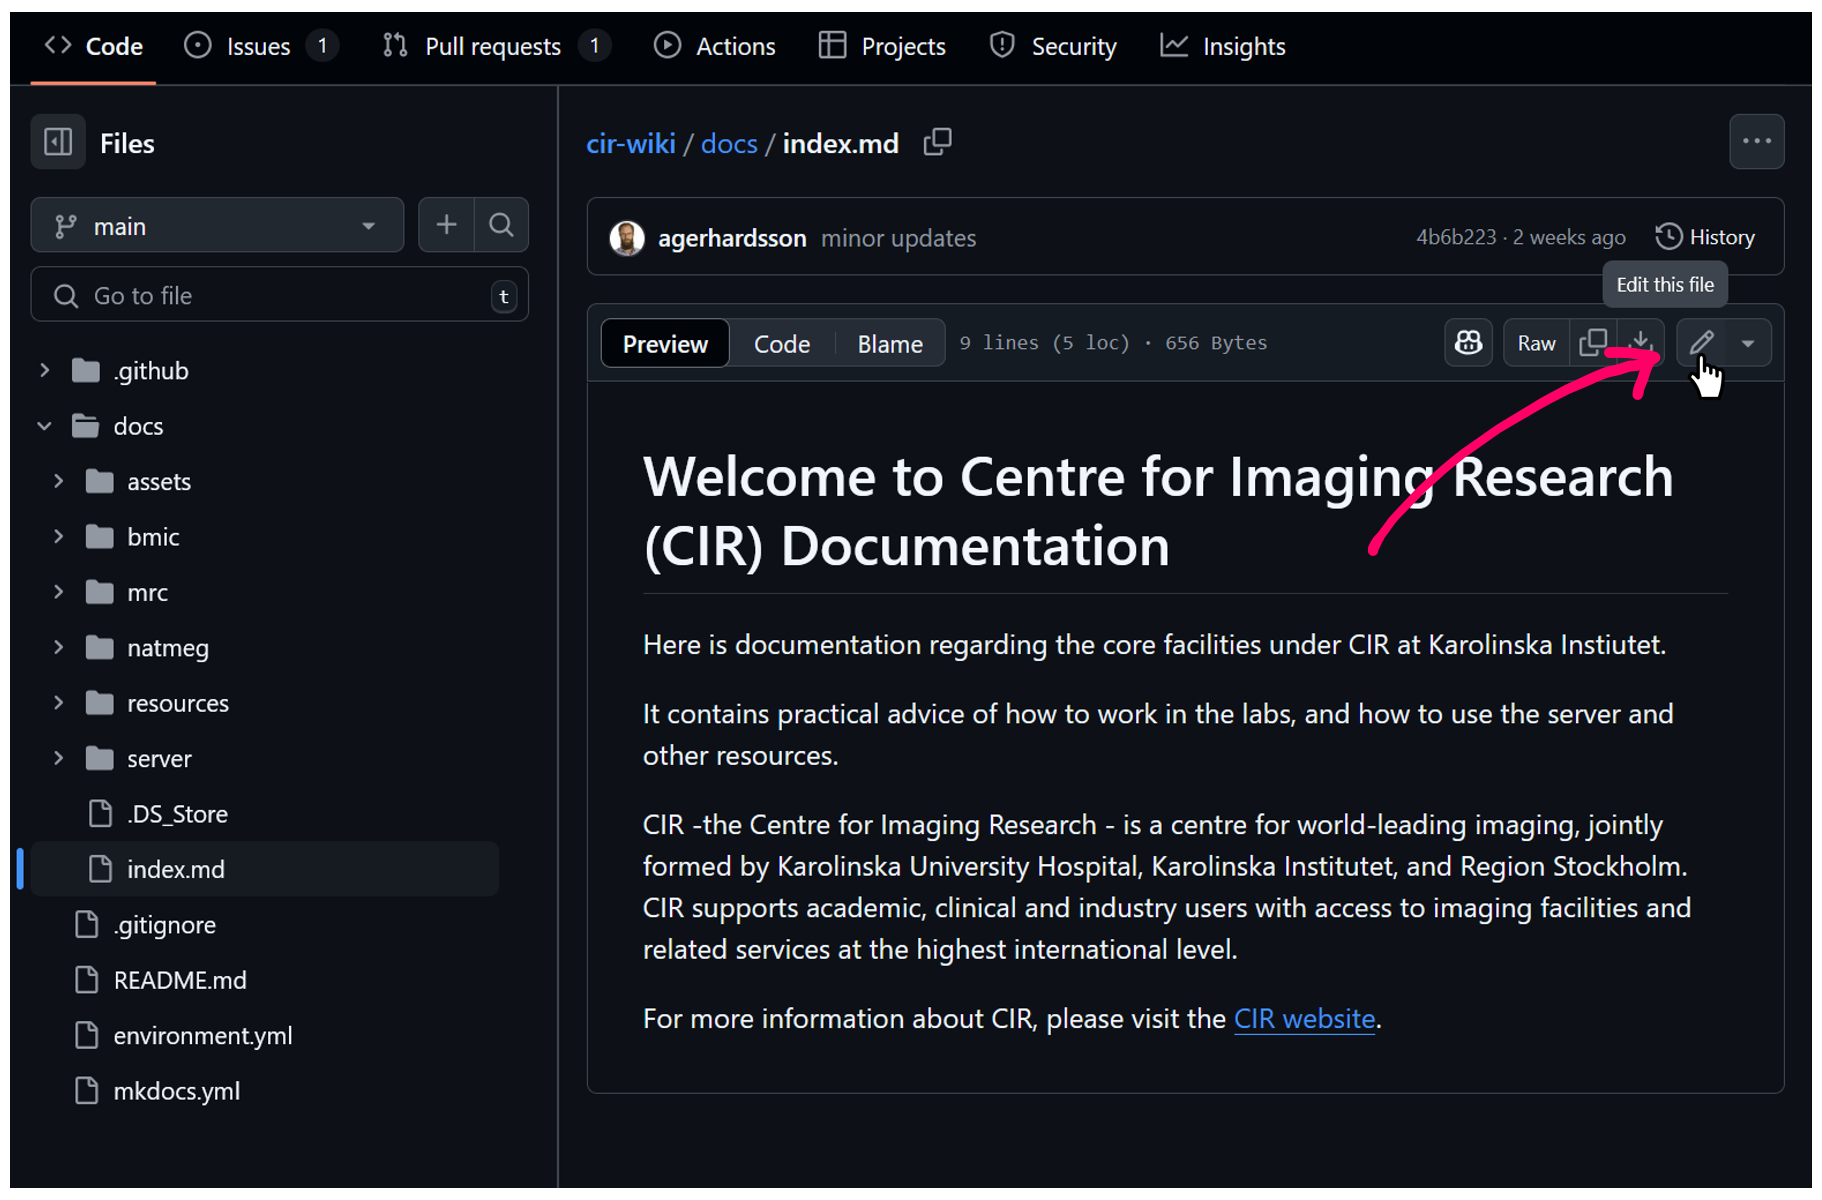 Code Issues 1 Pull requests 1 Actions Projects Security Insights
Files
main
Go to file t
.github
docs
assets
bmic
mrc
natmeg
resources
server
.DS_Store
index.md
.gitignore
README.md
environment.yml
mkdocs.yml
cir-wiki / docs / index.md
agerhardsson minor updates 4b6b223 · 2 weeks ago History
Edit this file
Preview Code Blame 9 lines (5 loc) · 656 Bytes Raw
Welcome to Centre for Imaging Research
(CIR) Documentation
Here is documentation regarding the core facilities under CIR at Karolinska Instiutet.
It contains practical advice of how to work in the labs, and how to use the server and
other resources.
CIR -the Centre for Imaging Research - is a centre for world-leading imaging, jointly
formed by Karolinska University Hospital, Karolinska Institutet, and Region Stockholm.
CIR supports academic, clinical and industry users with access to imaging facilities and
related services at the highest international level.
For more information about CIR, please visit the CIR website.